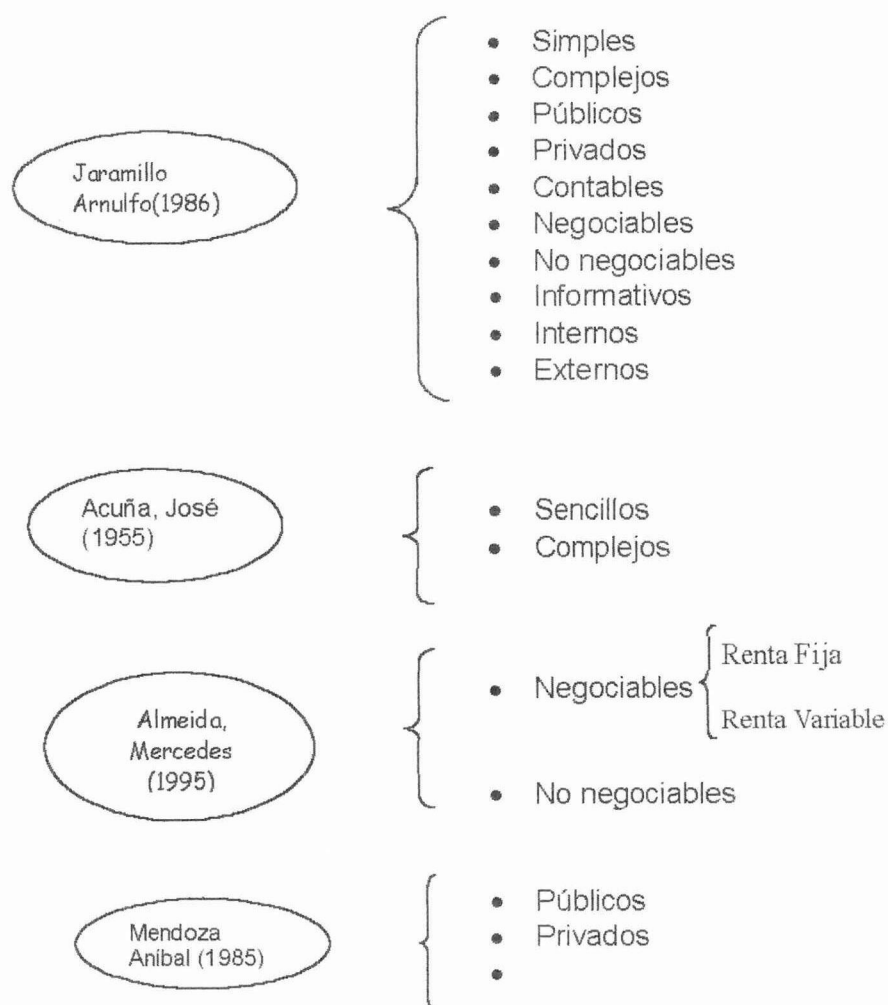 Jaramillo
Arnulfo(1986)
• Simples
• Complejos
• Públicos
• Privados
• Contables
• Negociables
• No negociables
• Informativos
• Internos
• Externos
Acuña, José
(1955)
• Sencillos
• Complejos
Almeida,
Mercedes
(1995)
• Negociables
Renta Fija
Renta Variable
• No negociables
Mendoza
Aníbal (1985)
• Públicos
• Privados
•